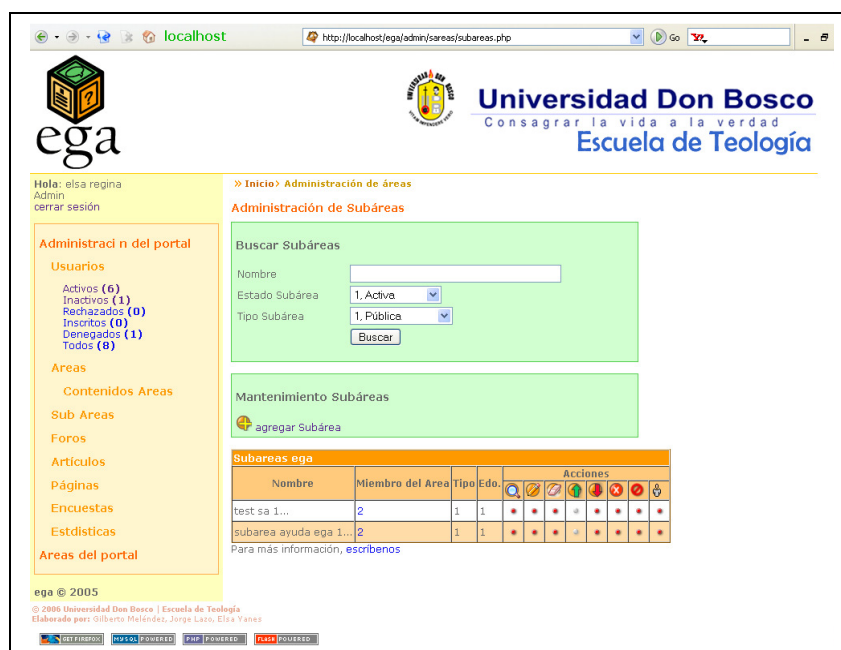 localhost
http://localhost/ega/admin/sareas/subareas.php
Go
ega
Universidad Don Bosco
Consagrar la vida a la verdad
Escuela de Teología
Hola: elsa regina
Admin
cerrar sesión
Administraci n del portal
Usuarios
Activos (6)
Inactivos (1)
Rechazados (0)
Inscritos (0)
Denegados (1)
Todos (8)
Areas
Contenidos Areas
Sub Areas
Foros
Artículos
Páginas
Encuestas
Estdisticas
Areas del portal
ega © 2005
» Inicio> Administración de áreas
Administración de Subáreas
Buscar Subáreas
Nombre
Estado Subárea 1, Activa
Tipo Subárea 1, Pública
Buscar
Mantenimiento Subáreas
agregar Subárea
Subareas ega
Nombre Miembro del Area Tipo Edo. Acciones
test sa 1... 2 1 1
subarea ayuda ega 1... 2 1 1
Para más información, escríbenos
© 2006 Universidad Don Bosco | Escuela de Teología
Elaborado por: Gilberto Meléndez, Jorge Lazo, Elsa Yanes
GET FIREFOX MYSQL POWERED PHP POWERED FLASH POWERED